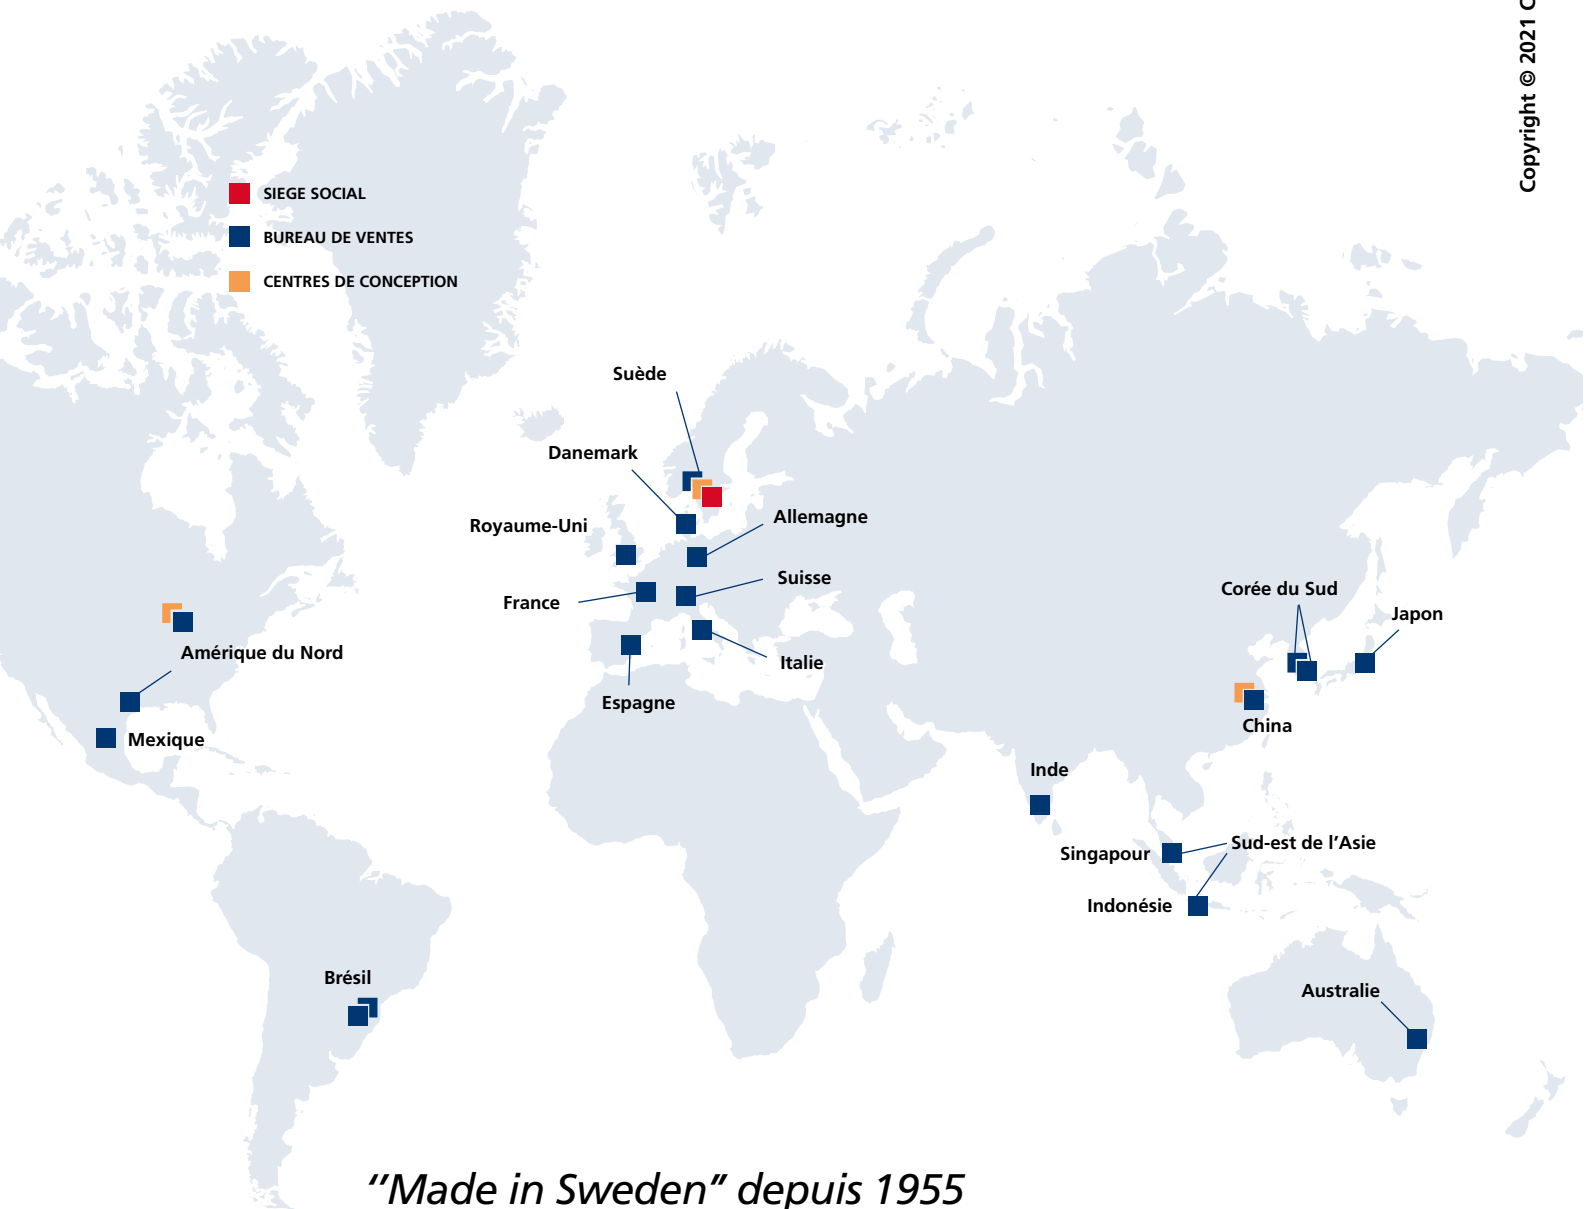 Copyright © 2021 C
SIEGE SOCIAL
BUREAU DE VENTES
CENTRES DE CONCEPTION
Suède
Danemark
Royaume-Uni
Allemagne
Suisse
France
Corée du Sud
Japon
Amérique du Nord
Italie
Espagne
China
Mexique
Inde
Sud-est de l’Asie
Singapour
Indonésie
Brésil
Australie
‘‘Made in Sweden” depuis 1955